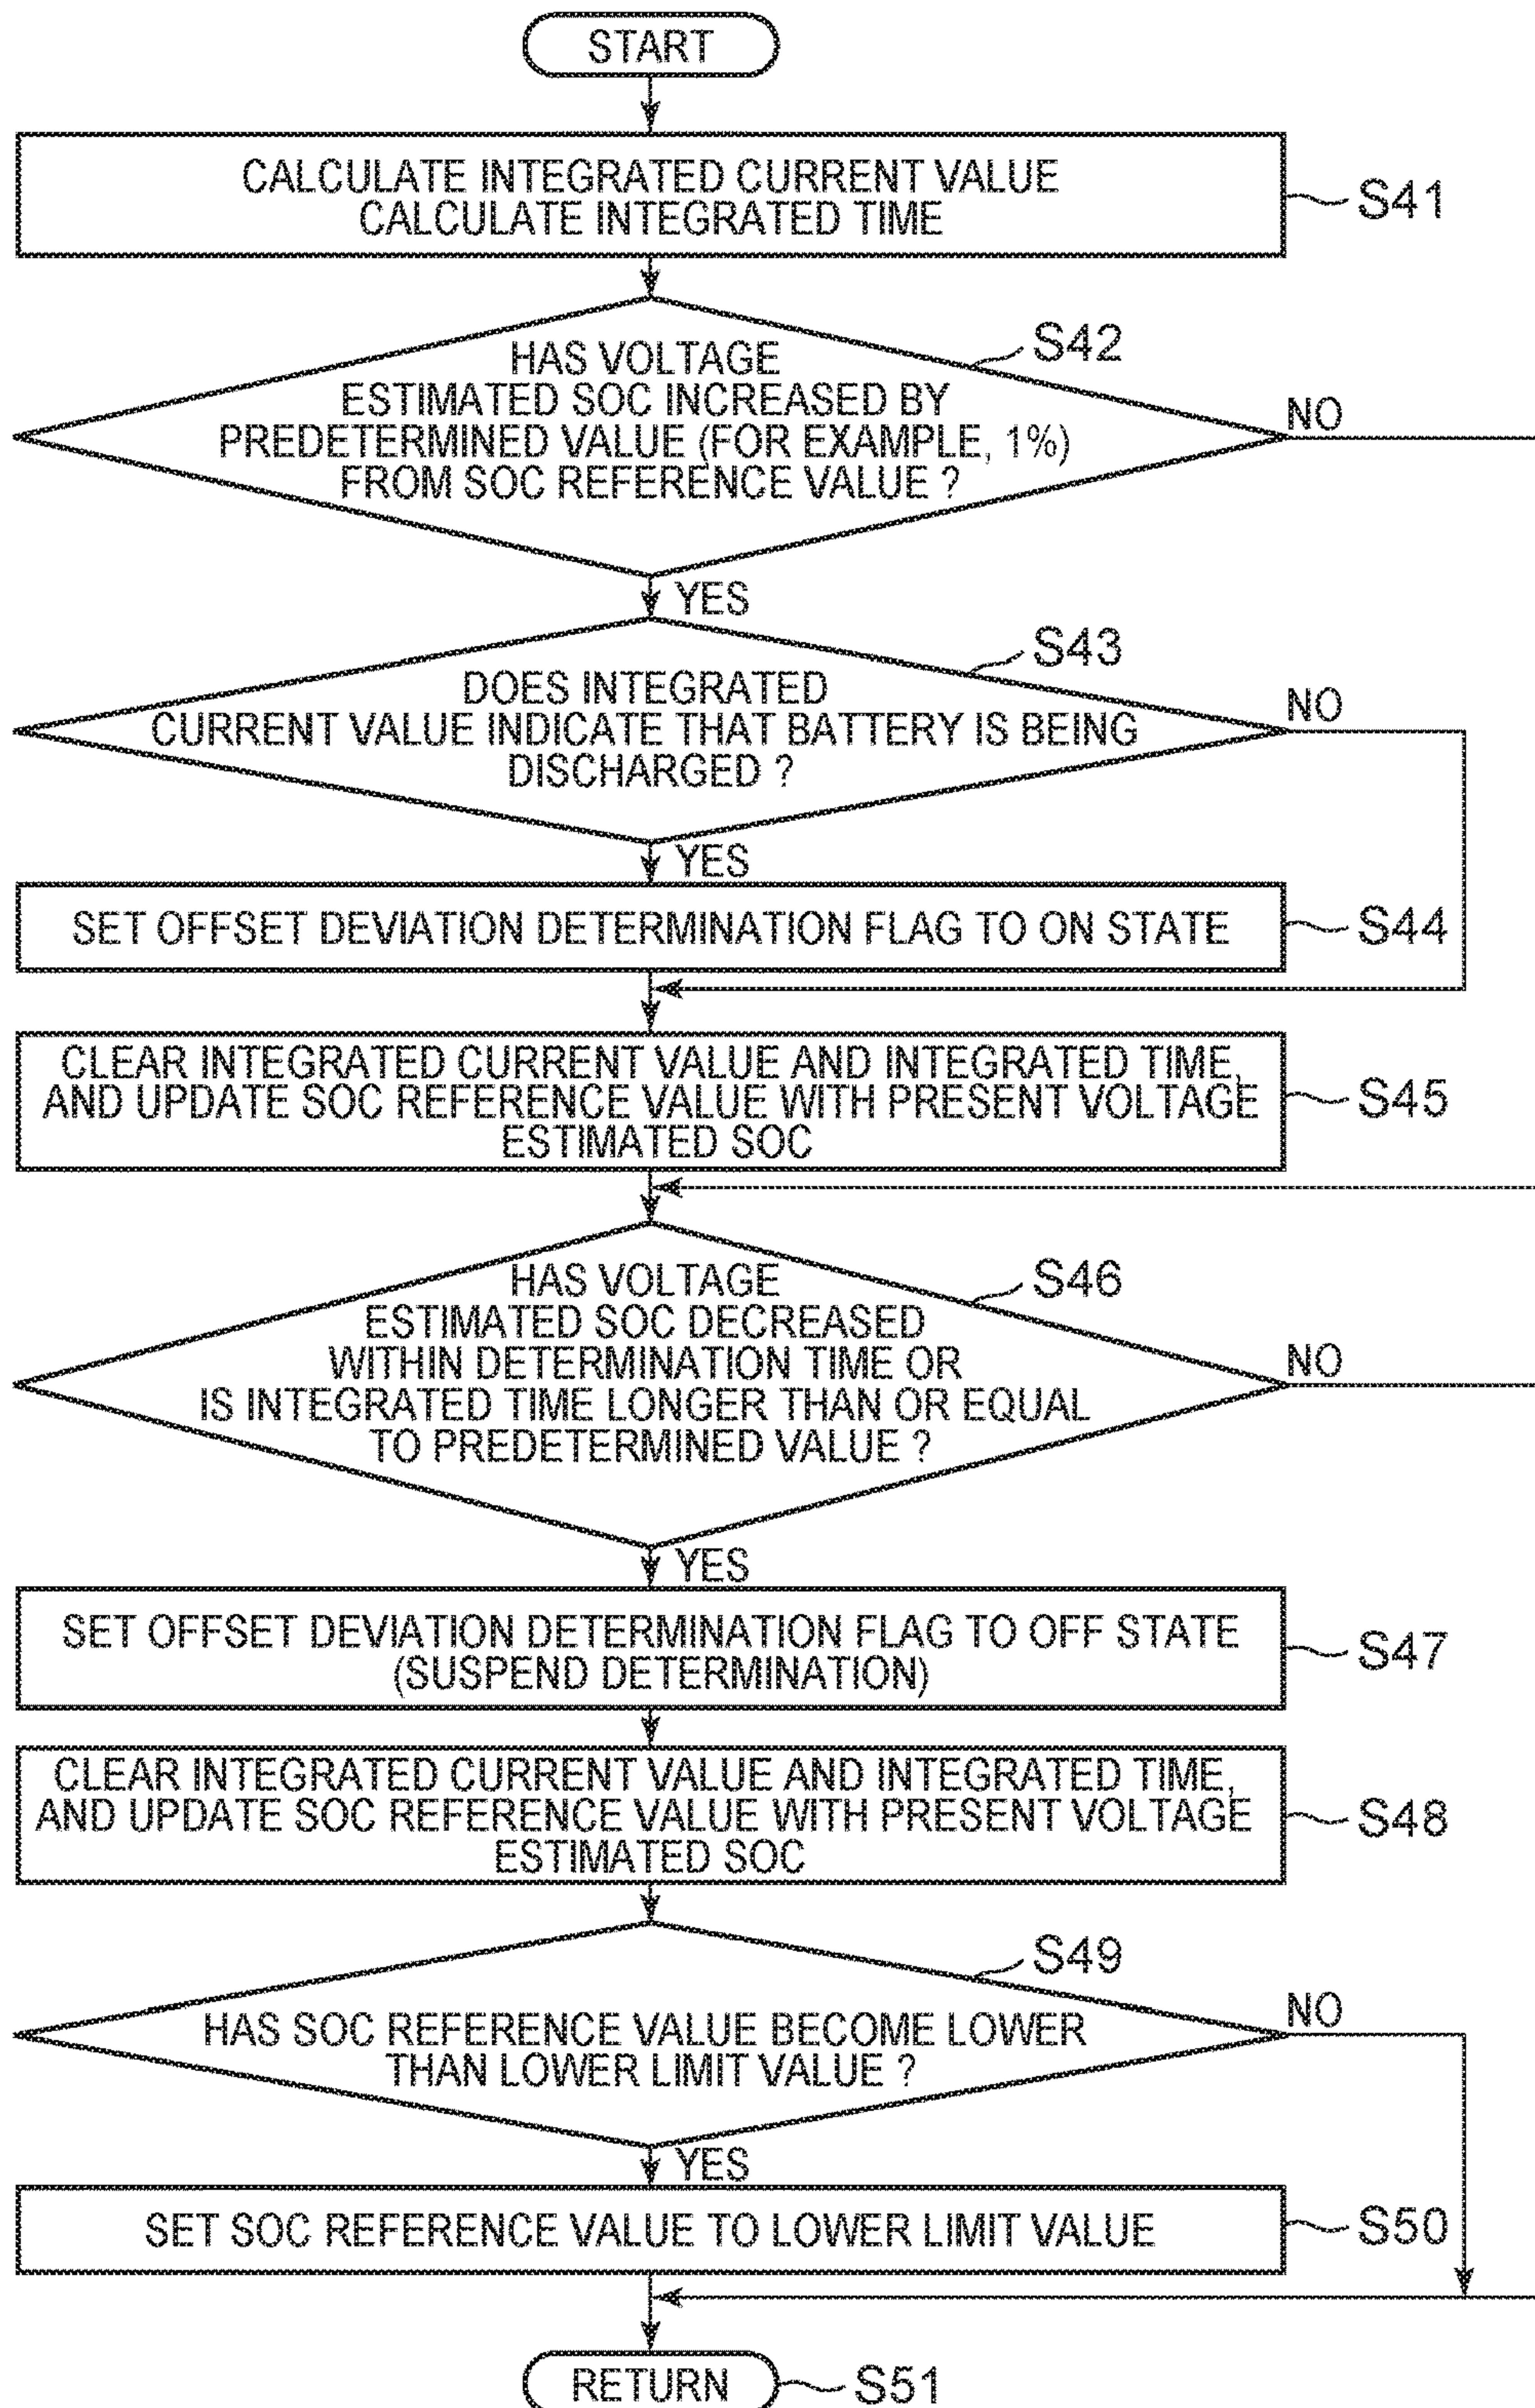 START
CALCULATE INTEGRATED CURRENT VALUE
CALCULATE INTEGRATED TIME
S41
S42
HAS VOLTAGE
ESTIMATED SOC INCREASED BY
PREDETERMINED VALUE (FOR EXAMPLE, 1%)
FROM SOC REFERENCE VALUE ?
NO
YES
S43
DOES INTEGRATED
CURRENT VALUE INDICATE THAT BATTERY IS BEING
DISCHARGED ?
NO
YES
SET OFFSET DEVIATION DETERMINATION FLAG TO ON STATE
S44
CLEAR INTEGRATED CURRENT VALUE AND INTEGRATED TIME,
AND UPDATE SOC REFERENCE VALUE WITH PRESENT VOLTAGE
ESTIMATED SOC
S45
S46
HAS VOLTAGE
ESTIMATED SOC DECREASED
WITHIN DETERMINATION TIME OR
IS INTEGRATED TIME LONGER THAN OR EQUAL
TO PREDETERMINED VALUE ?
NO
YES
SET OFFSET DEVIATION DETERMINATION FLAG TO OFF STATE
(SUSPEND DETERMINATION)
S47
CLEAR INTEGRATED CURRENT VALUE AND INTEGRATED TIME,
AND UPDATE SOC REFERENCE VALUE WITH PRESENT VOLTAGE
ESTIMATED SOC
S48
S49
HAS SOC REFERENCE VALUE BECOME LOWER
THAN LOWER LIMIT VALUE ?
NO
YES
SET SOC REFERENCE VALUE TO LOWER LIMIT VALUE
S50
RETURN
S51